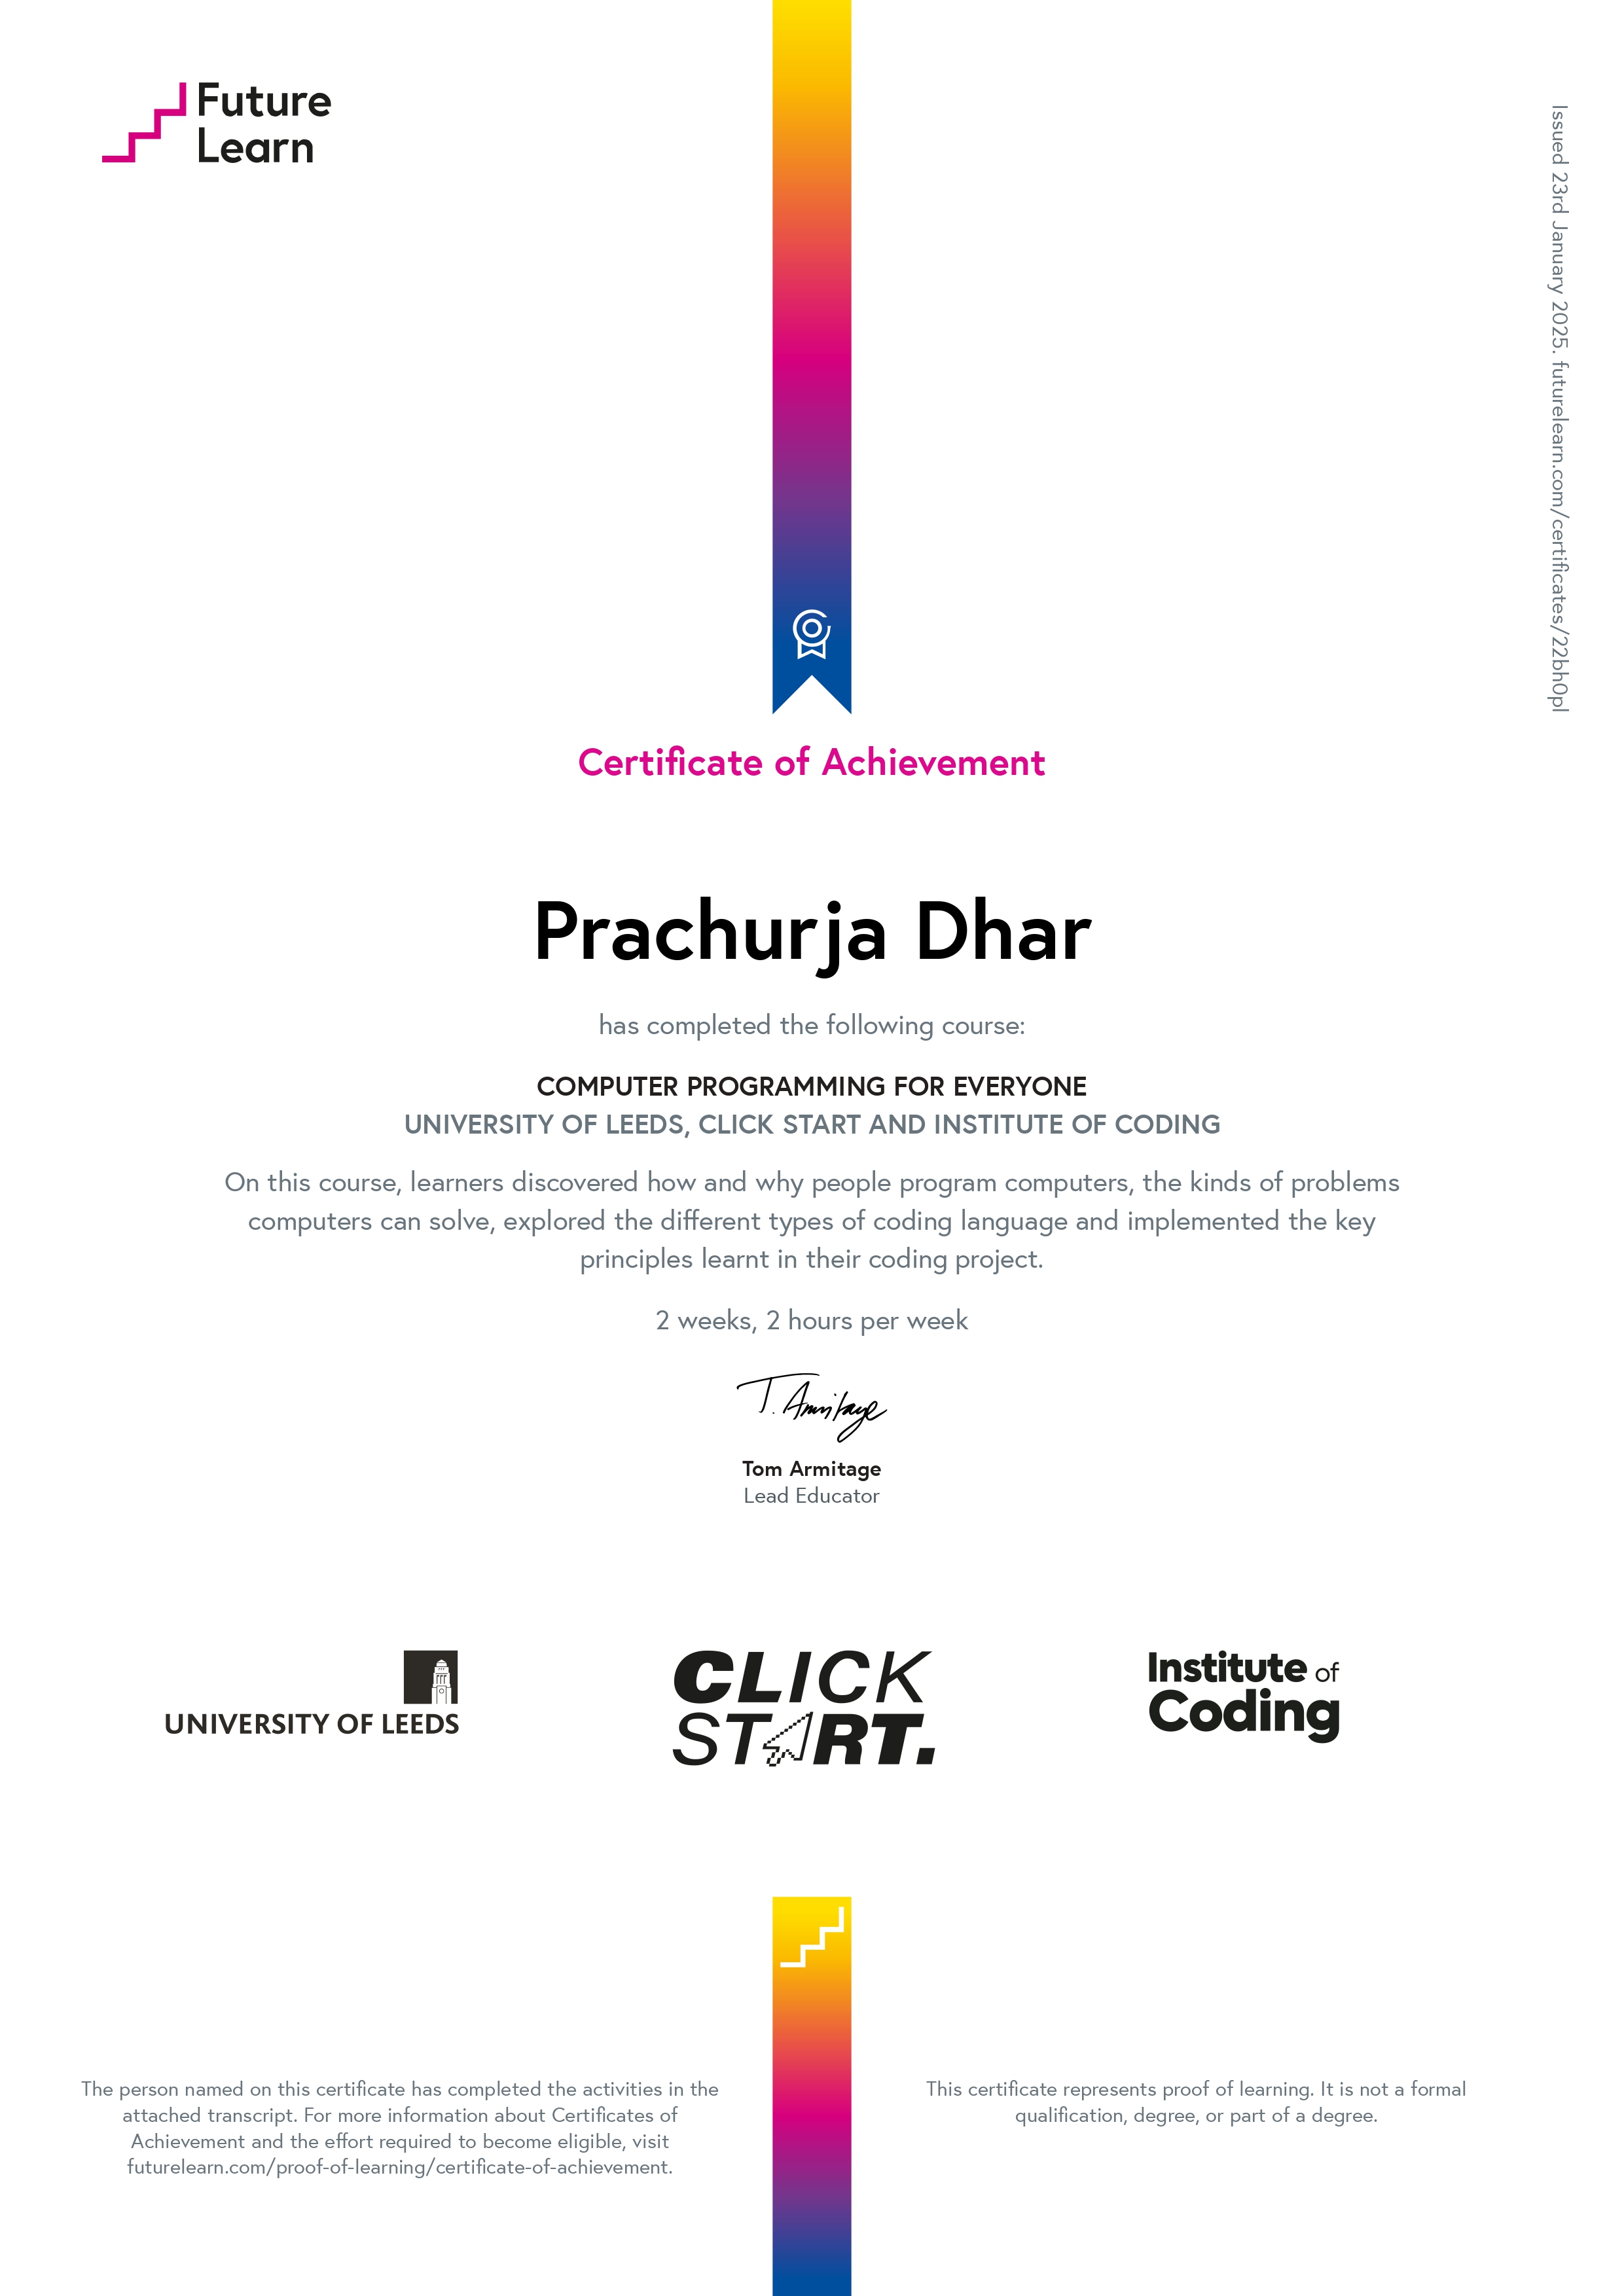 Future
Learn
Issued 23rd January 2025. futurelearn.com/certificates/22bh0pl
Certificate of Achievement
Prachurja Dhar
has completed the following course:
COMPUTER PROGRAMMING FOR EVERYONE
UNIVERSITY OF LEEDS, CLICK START AND INSTITUTE OF CODING
On this course, learners discovered how and why people program computers, the kinds of problems
computers can solve, explored the different types of coding language and implemented the key
principles learnt in their coding project.
2 weeks, 2 hours per week
T. Armitage
Tom Armitage
Lead Educator
UNIVERSITY OF LEEDS
CLICK
START.
Institute of
Coding
The person named on this certificate has completed the activities in the
attached transcript. For more information about Certificates of
Achievement and the effort required to become eligible, visit
futurelearn.com/proof-of-learning/certificate-of-achievement.
This certificate represents proof of learning. It is not a formal
qualification, degree, or part of a degree.